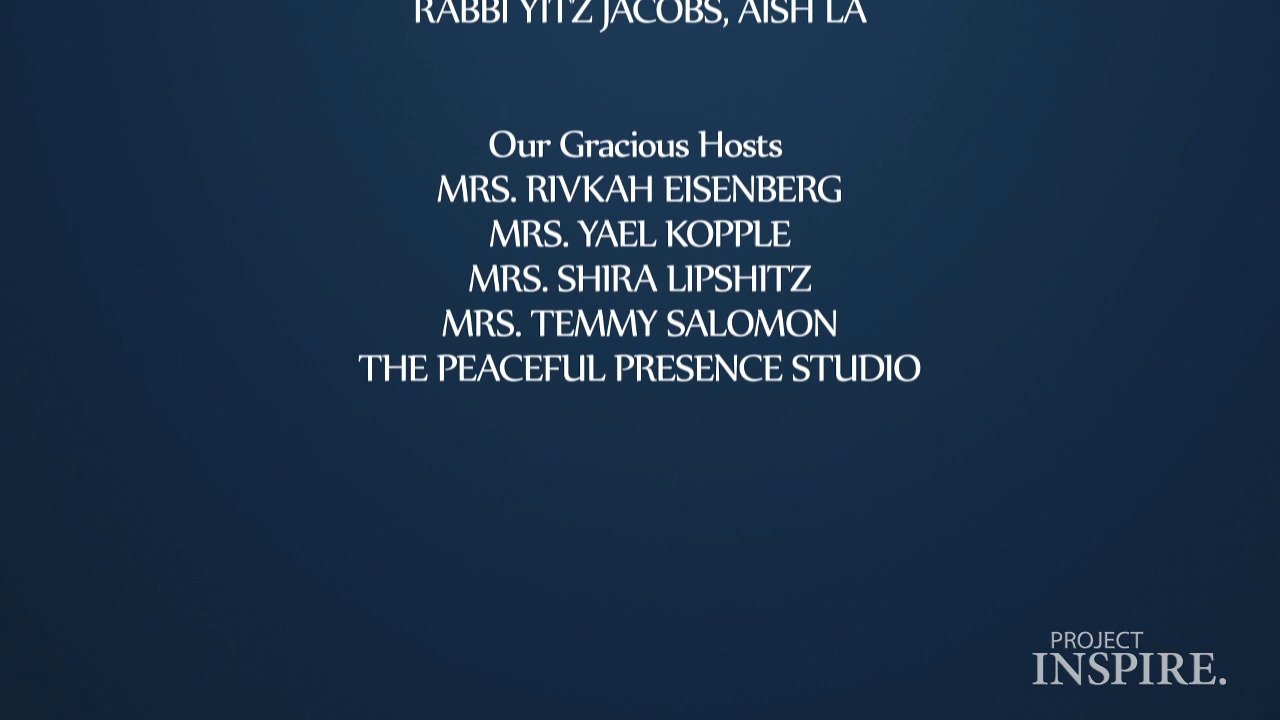 RABBI YITZ JACOBS, AISH LA
Our Gracious Hosts
MRS. RIVKAH EISENBERG
MRS. YAEL KOPPLE
MRS. SHIRA LIPSHITZ
MRS. TEMMY SALOMON
THE PEACEFUL PRESENCE STUDIO
PROJECT
INSPIRE.